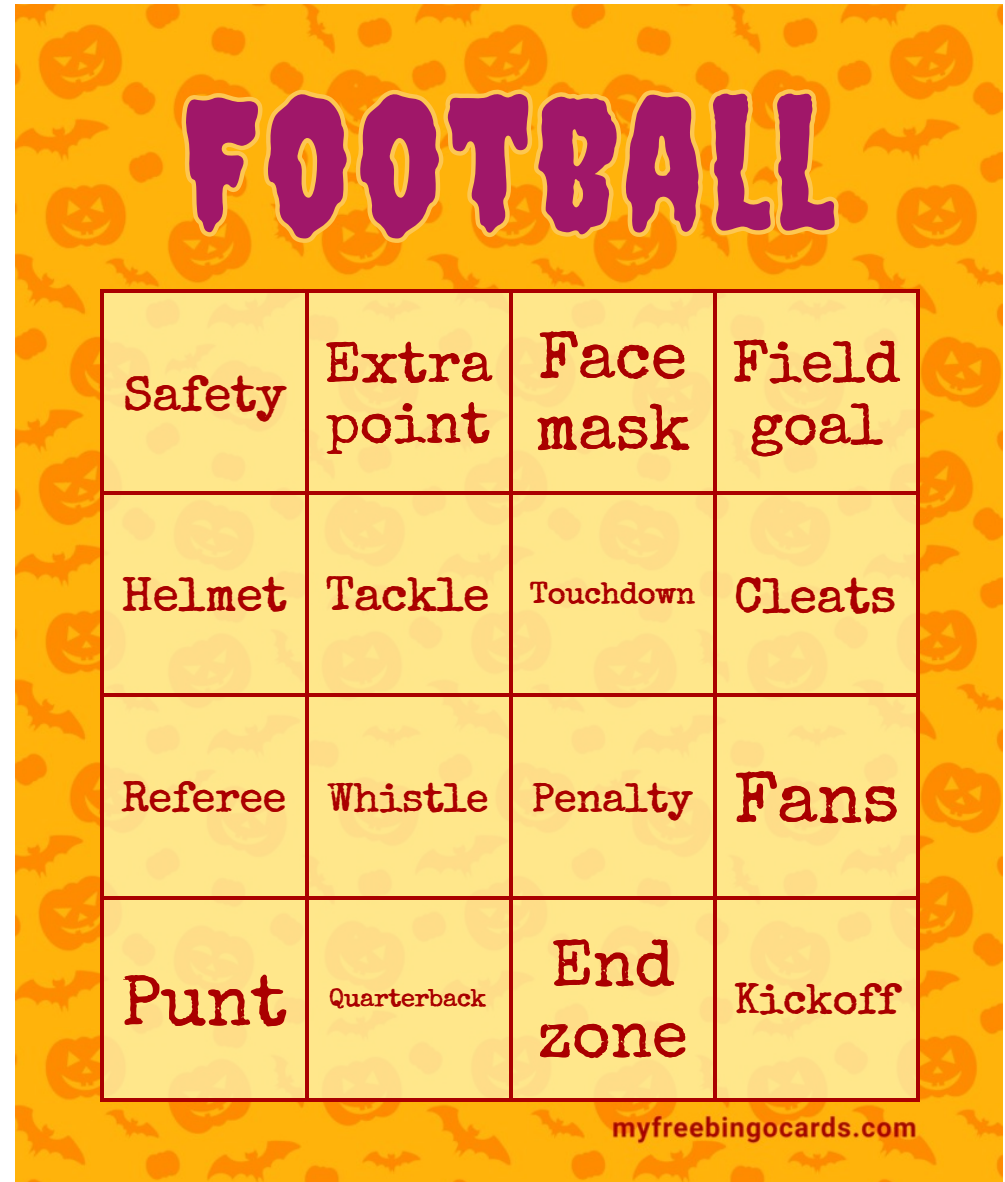 FOOTBALL
Safety
Extra
point
Face
mask
Field
goal
Helmet
Tackle
Touchdown
Cleats
Referee
Whistle
Penalty
Fans
Punt
Quarterback
End
zone
Kickoff
myfreebingocards.com